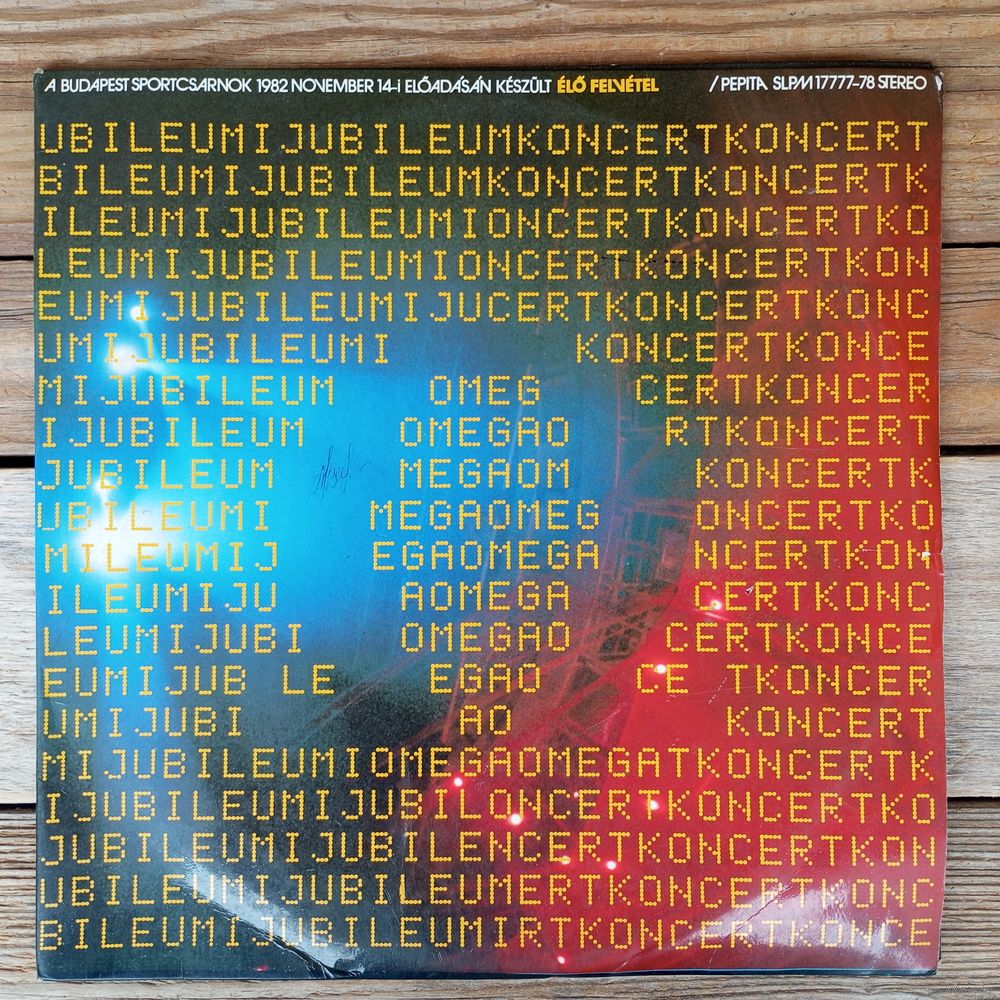 A BUDAPEST SPORTCSARNOK 1982 NOVEMBER 14-i ELŐADÁSÁN KÉSZÜLT ÉLŐ FELVÉTEL /PEPITA SLPM 17777-78 STEREO
UBILEUMIJUBILEUMKONCERTKONCERT
BILEUMIJUBILEUMKONCERTKONCERTK
ILEUMIJUBILEUMIONCERTKONCERTKO
LEUMIJUBILEUMIONCERTKONCERTKON
EUMIJUBILEUMIJUCERTKONCERTKONC
UMIJUBILEUMI KONCERTKONCE
MIJUBILEUM OMEG CERTKONCER
IJUBILEUM OMEGAO RTKONCERT
JUBILEUM MEGAOM KONCERTK
UBILEUMI MEGAOMEG ONCERTKO
MILEUMIJ EGAOMEGA NCERTKON
ILEUMIJU AOMEGA CERTKONC
LEUMIJUBI OMEGAO CERTKONCE
EUMIJUB LE EGAO CE TKONCER
UMIJUBI AO KONCERT
MIJUBILEUMIOMEGAOMEGATKONCERTK
IJUBILEUMIJUBILONCERTKONCERTKO
JUBILEUMIJUBILENCERTKONCERTKON
UBILEUMIJUBILEUMERTKONCERTKONC
BILEUMIJUBILEUMIRTKONCERTKONCE